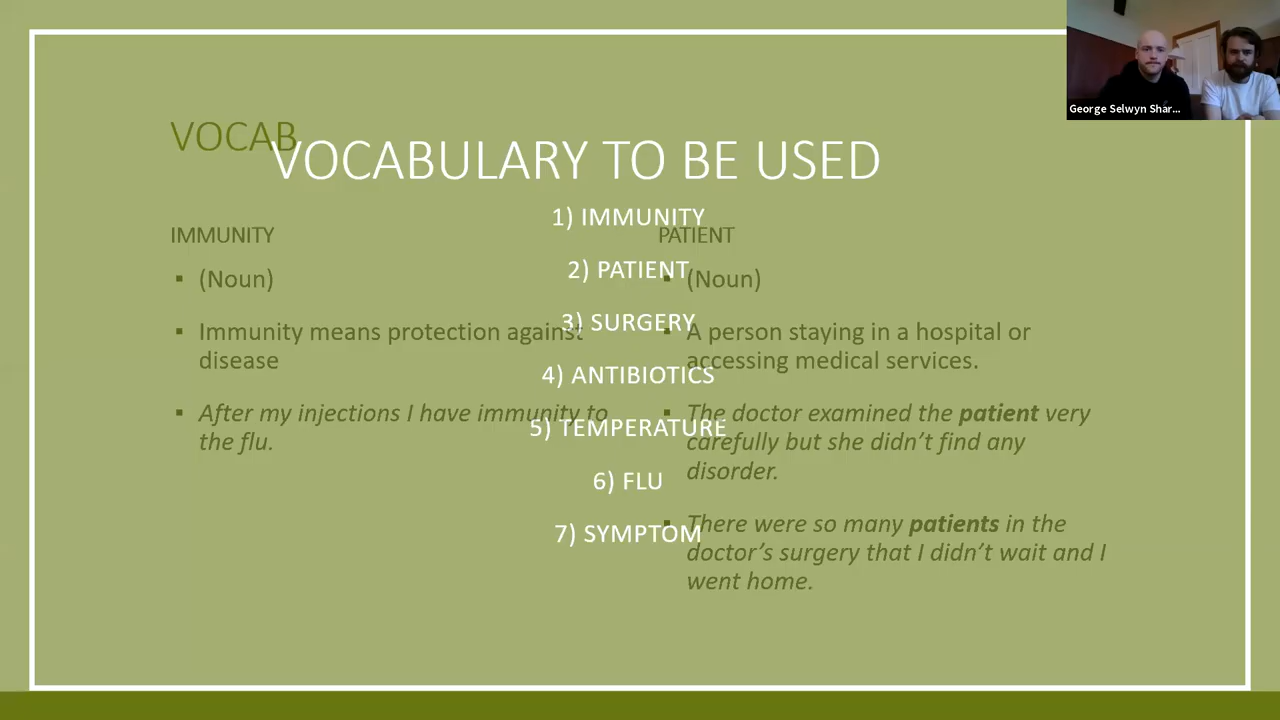 VOCAB
VOCABULARY TO BE USED
1) IMMUNITY
2) PATIENT
3) SURGERY
4) ANTIBIOTICS
5) TEMPERATURE
6) FLU
7) SYMPTOM
IMMUNITY
▪ (Noun)
▪ Immunity means protection against
disease
▪ After my injections I have immunity to
the flu.
PATIENT
▪ (Noun)
▪ A person staying in a hospital or
accessing medical services.
▪ The doctor examined the patient very
carefully but she didn't find any
disorder.
▪ There were so many patients in the
doctor's surgery that I didn't wait and I
went home.
George Selwyn Shar...